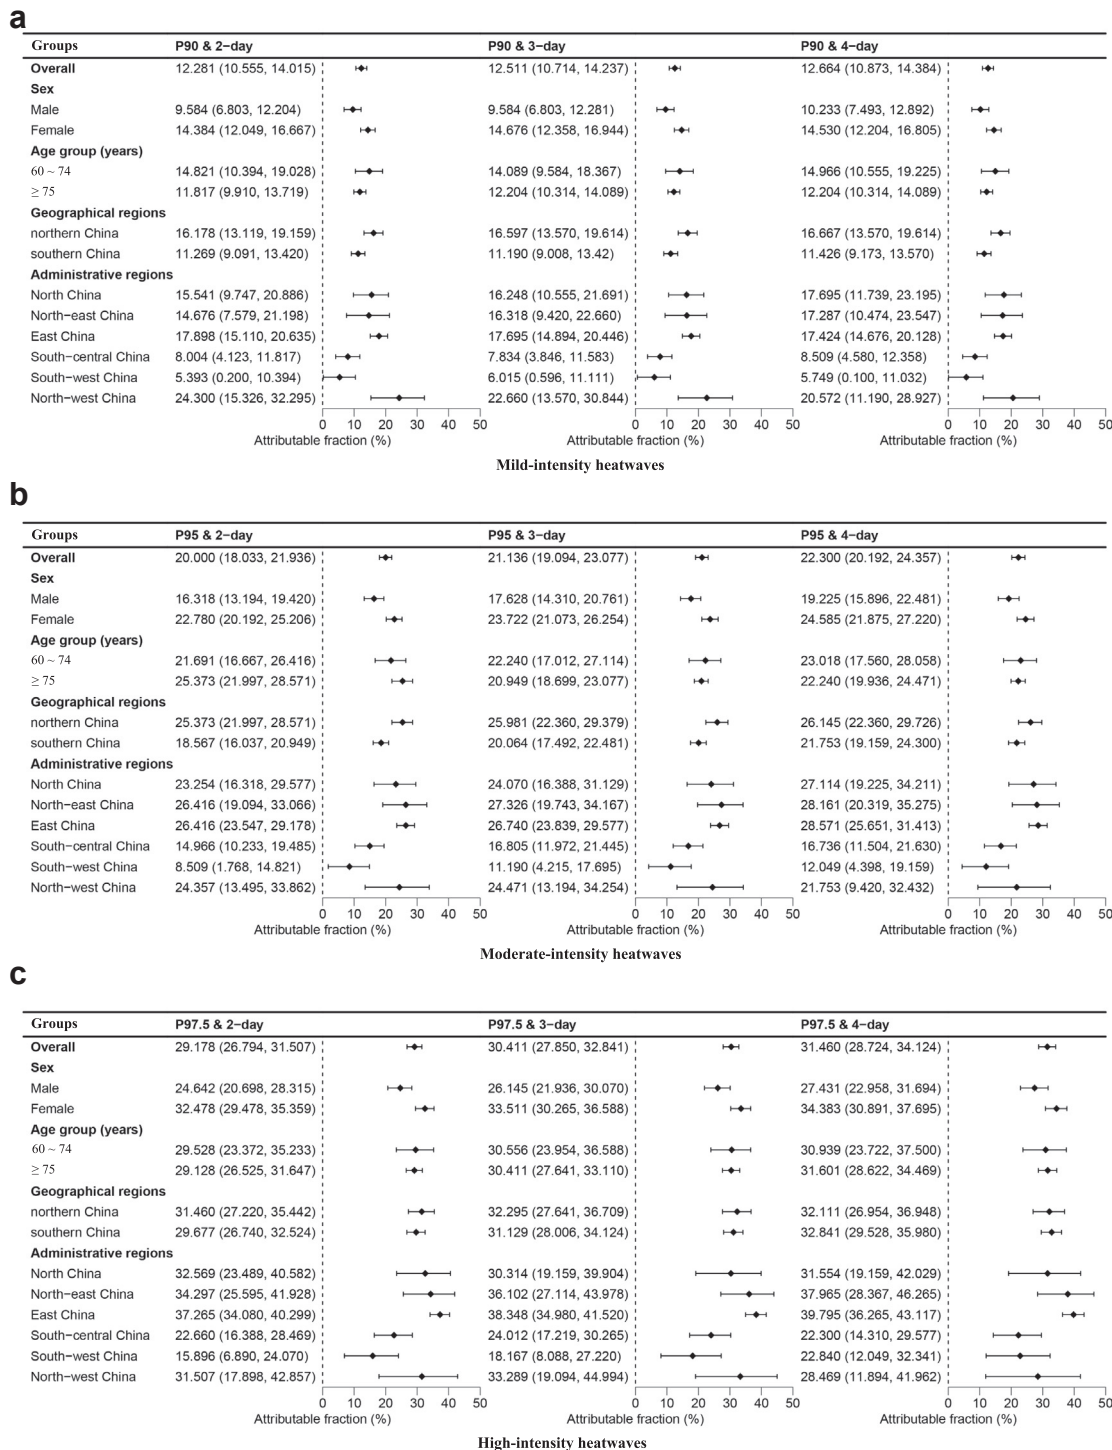 a
Groups P90 & 2−day P90 & 3−day P90 & 4−day
Overall 12.281 (10.555, 14.015) 12.511 (10.714, 14.237) 12.664 (10.873, 14.384)
Sex
Male 9.584 (6.803, 12.204) 9.584 (6.803, 12.281) 10.233 (7.493, 12.892)
Female 14.384 (12.049, 16.667) 14.676 (12.358, 16.944) 14.530 (12.204, 16.805)
Age group (years)
60 ~ 74 14.821 (10.394, 19.028) 14.089 (9.584, 18.367) 14.966 (10.555, 19.225)
≥ 75 11.817 (9.910, 13.719) 12.204 (10.314, 14.089) 12.204 (10.314, 14.089)
Geographical regions
northern China 16.178 (13.119, 19.159) 16.597 (13.570, 19.614) 16.667 (13.570, 19.614)
southern China 11.269 (9.091, 13.420) 11.190 (9.008, 13.42) 11.426 (9.173, 13.570)
Administrative regions
North China 15.541 (9.747, 20.886) 16.248 (10.555, 21.691) 17.695 (11.739, 23.195)
North−east China 14.676 (7.579, 21.198) 16.318 (9.420, 22.660) 17.287 (10.474, 23.547)
East China 17.898 (15.110, 20.635) 17.695 (14.894, 20.446) 17.424 (14.676, 20.128)
South−central China 8.004 (4.123, 11.817) 7.834 (3.846, 11.583) 8.509 (4.580, 12.358)
South−west China 5.393 (0.200, 10.394) 6.015 (0.596, 11.111) 5.749 (0.100, 11.032)
North−west China 24.300 (15.326, 32.295) 22.660 (13.570, 30.844) 20.572 (11.190, 28.927)
0 10 20 30 40 50 0 10 20 30 40 50 0 10 20 30 40 50
Attributable fraction (%) Attributable fraction (%) Attributable fraction (%)
Mild-intensity heatwaves
b
Groups P95 & 2−day P95 & 3−day P95 & 4−day
Overall 20.000 (18.033, 21.936) 21.136 (19.094, 23.077) 22.300 (20.192, 24.357)
Sex
Male 16.318 (13.194, 19.420) 17.628 (14.310, 20.761) 19.225 (15.896, 22.481)
Female 22.780 (20.192, 25.206) 23.722 (21.073, 26.254) 24.585 (21.875, 27.220)
Age group (years)
60 ~ 74 21.691 (16.667, 26.416) 22.240 (17.012, 27.114) 23.018 (17.560, 28.058)
≥ 75 25.373 (21.997, 28.571) 20.949 (18.699, 23.077) 22.240 (19.936, 24.471)
Geographical regions
northern China 25.373 (21.997, 28.571) 25.981 (22.360, 29.379) 26.145 (22.360, 29.726)
southern China 18.567 (16.037, 20.949) 20.064 (17.492, 22.481) 21.753 (19.159, 24.300)
Administrative regions
North China 23.254 (16.318, 29.577) 24.070 (16.388, 31.129) 27.114 (19.225, 34.211)
North−east China 26.416 (19.094, 33.066) 27.326 (19.743, 34.167) 28.161 (20.319, 35.275)
East China 26.416 (23.547, 29.178) 26.740 (23.839, 29.577) 28.571 (25.651, 31.413)
South−central China 14.966 (10.233, 19.485) 16.805 (11.972, 21.445) 16.736 (11.504, 21.630)
South−west China 8.509 (1.768, 14.821) 11.190 (4.215, 17.695) 12.049 (4.398, 19.159)
North−west China 24.357 (13.495, 33.862) 24.471 (13.194, 34.254) 21.753 (9.420, 32.432)
0 10 20 30 40 50 0 10 20 30 40 50 0 10 20 30 40 50
Attributable fraction (%) Attributable fraction (%) Attributable fraction (%)
Moderate-intensity heatwaves
c
Groups P97.5 & 2−day P97.5 & 3−day P97.5 & 4−day
Overall 29.178 (26.794, 31.507) 30.411 (27.850, 32.841) 31.460 (28.724, 34.124)
Sex
Male 24.642 (20.698, 28.315) 26.145 (21.936, 30.070) 27.431 (22.958, 31.694)
Female 32.478 (29.478, 35.359) 33.511 (30.265, 36.588) 34.383 (30.891, 37.695)
Age group (years)
60 ~ 74 29.528 (23.372, 35.233) 30.556 (23.954, 36.588) 30.939 (23.722, 37.500)
≥ 75 29.128 (26.525, 31.647) 30.411 (27.641, 33.110) 31.601 (28.622, 34.469)
Geographical regions
northern China 31.460 (27.220, 35.442) 32.295 (27.641, 36.709) 32.111 (26.954, 36.948)
southern China 29.677 (26.740, 32.524) 31.129 (28.006, 34.124) 32.841 (29.528, 35.980)
Administrative regions
North China 32.569 (23.489, 40.582) 30.314 (19.159, 39.904) 31.554 (19.159, 42.029)
North−east China 34.297 (25.595, 41.928) 36.102 (27.114, 43.978) 37.965 (28.367, 46.265)
East China 37.265 (34.080, 40.299) 38.348 (34.980, 41.520) 39.795 (36.265, 43.117)
South−central China 22.660 (16.388, 28.469) 24.012 (17.219, 30.265) 22.300 (14.310, 29.577)
South−west China 15.896 (6.890, 24.070) 18.167 (8.088, 27.220) 22.840 (12.049, 32.341)
North−west China 31.507 (17.898, 42.857) 33.289 (19.094, 44.994) 28.469 (11.894, 41.962)
0 10 20 30 40 50 0 10 20 30 40 50 0 10 20 30 40 50
Attributable fraction (%) Attributable fraction (%) Attributable fraction (%)
High-intensity heatwaves